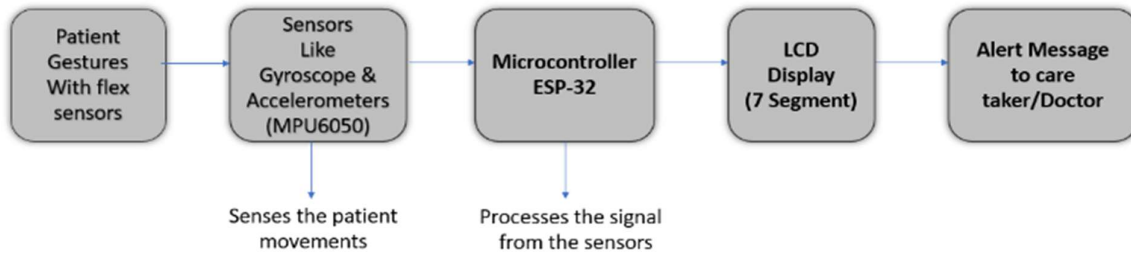 Patient
Gestures
With flex
sensors
Sensors
Like
Gyroscope &
Accelerometers
(MPU6050)
Microcontroller
ESP-32
LCD
Display
(7 Segment)
Alert Message
to care
taker/Doctor
Senses the patient
movements
Processes the signal
from the sensors